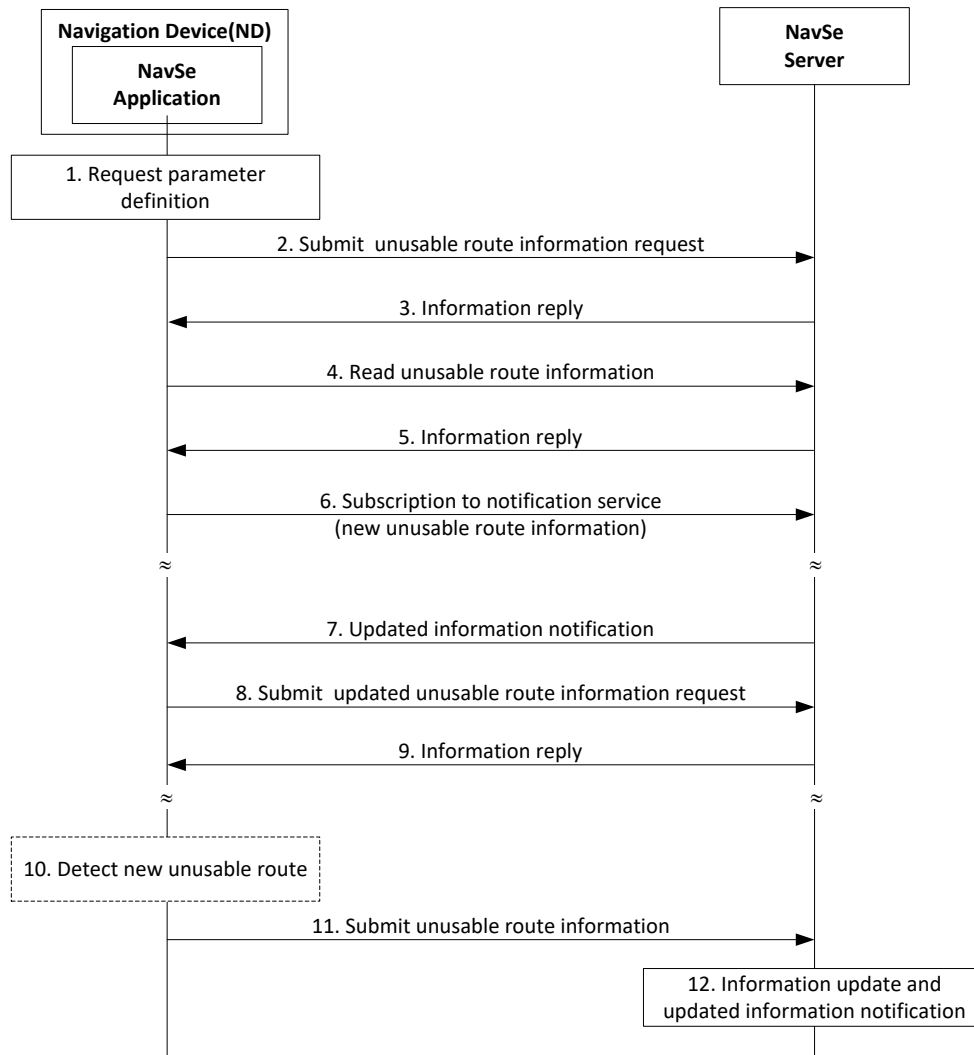 Navigation Device(ND)
NavSe
Application
NavSe
Server
1. Request parameter
definition
2. Submit  unusable route information request
3. Information reply
4. Read unusable route information
5. Information reply
6. Subscription to notification service
(new unusable route information)
≈ ≈
7. Updated information notification
8. Submit  updated unusable route information request
9. Information reply
≈ ≈
10. Detect new unusable route
11. Submit unusable route information
12. Information update and
updated information notification